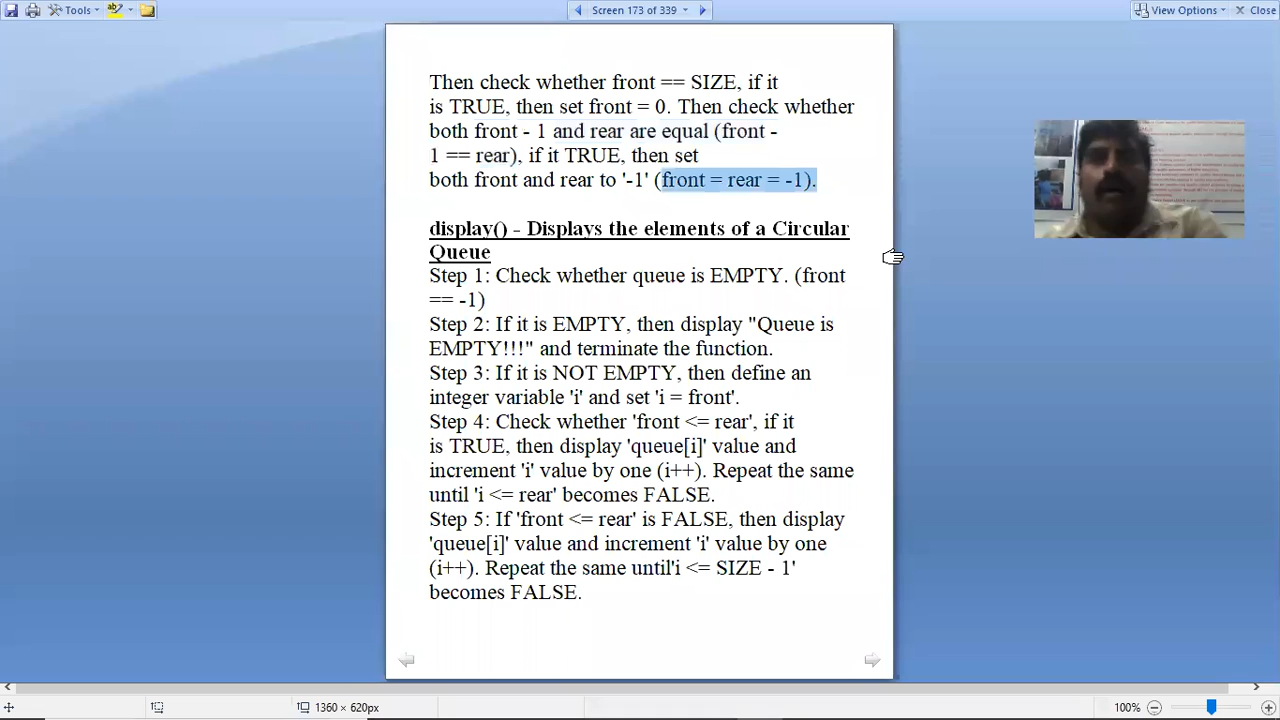 Tools
Screen 173 of 339
View Options
Close
Then check whether front == SIZE, if it
is TRUE, then set front = 0. Then check whether
both front - 1 and rear are equal (front -
1 == rear), if it TRUE, then set
both front and rear to '-1' (front = rear = -1).
display() - Displays the elements of a Circular
Queue
Step 1: Check whether queue is EMPTY. (front
== -1)
Step 2: If it is EMPTY, then display "Queue is
EMPTY!!!" and terminate the function.
Step 3: If it is NOT EMPTY, then define an
integer variable 'i' and set 'i = front'.
Step 4: Check whether 'front <= rear', if it
is TRUE, then display 'queue[i]' value and
increment 'i' value by one (i++). Repeat the same
until 'i <= rear' becomes FALSE.
Step 5: If 'front <= rear' is FALSE, then display
'queue[i]' value and increment 'i' value by one
(i++). Repeat the same until'i <= SIZE - 1'
becomes FALSE.
1360 × 620px
100%